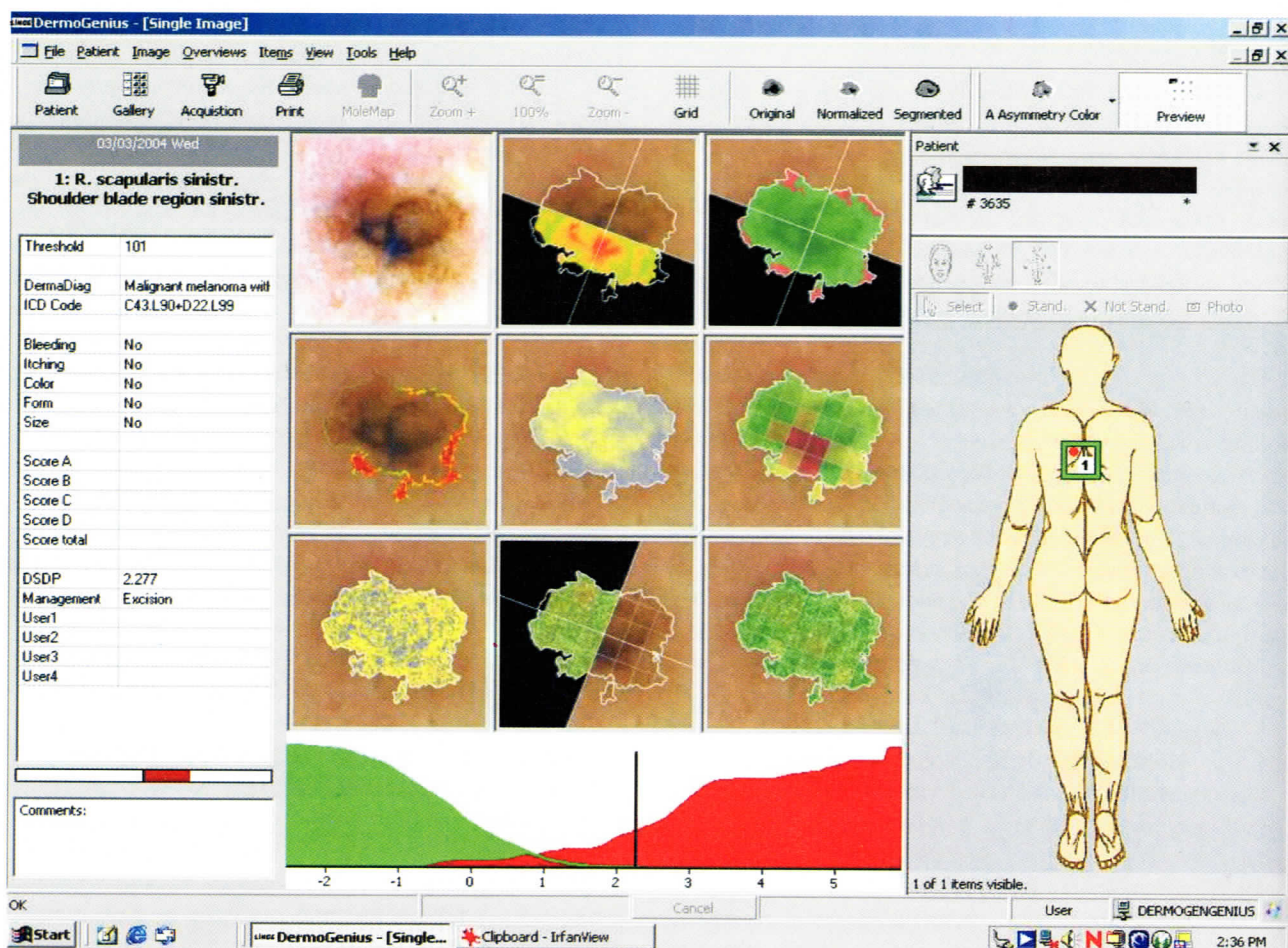 LINOS DermoGenius - [Single Image]
File Patient Image Overviews Items View Tools Help
Patient Gallery Acquistion Print MoleMap Zoom + 100% Zoom - Grid Original Normalized Segmented A Asymmetry Color Preview
03/03/2004 Wed
1: R. scapularis sinistr.
Shoulder blade region sinistr.
Threshold 101
DermaDiag Malignant melanoma with
ICD Code C43.L90+D22.L99
Bleeding No
Itching No
Color No
Form No
Size No
Score A
Score B
Score C
Score D
Score total
DSDP 2.277
Management Excision
User1
User2
User3
User4
Comments:
-2 -1 0 1 2 3 4 5
Patient
# 3635 *
Select Stand. Not Stand. Photo
1
1 of 1 items visible.
OK Cancel User DERMOGENGENIUS
Start LINOS DermoGenius - [Single... Clipboard - IrfanView 2:36 PM